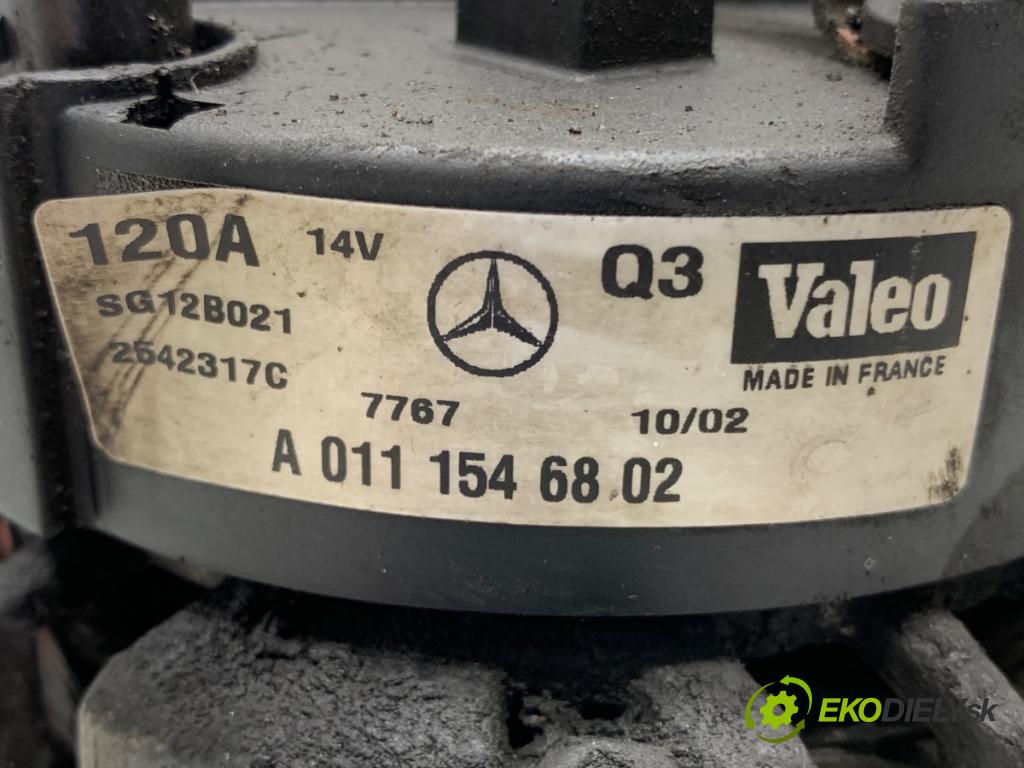 120A 14V Q3 Valeo
SG12B021
2542317C MADE IN FRANCE
7767 10/02
A 011 154 68 02
EKODIELY.sk